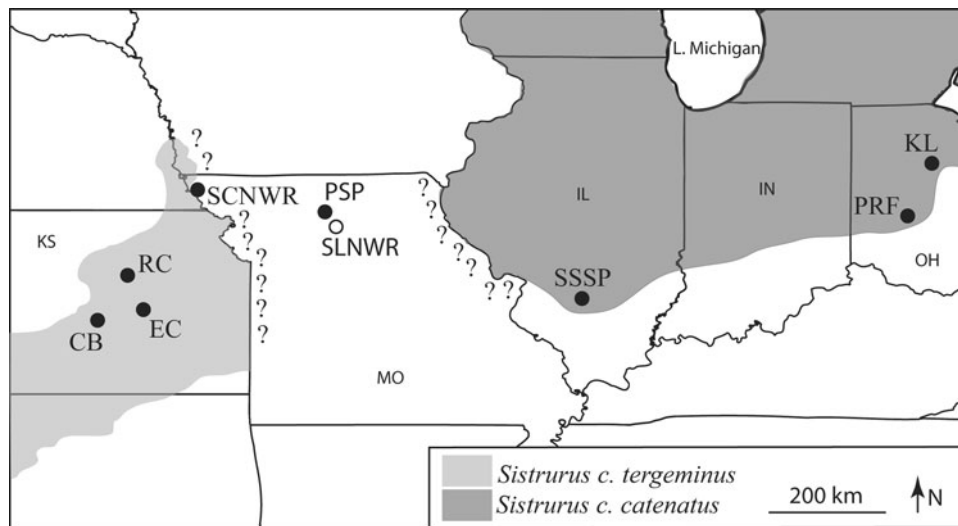 L. Michigan
?
?
KL
SCNWR
PSP
?
?
IL
IN
PRF
KS
?
SLNWR
?
?
?
OH
RC
?
?
SSSP
?
?
?
?
EC
CB
?
MO
Sistrurus c. tergeminus
Sistrurus c. catenatus
200 km
N